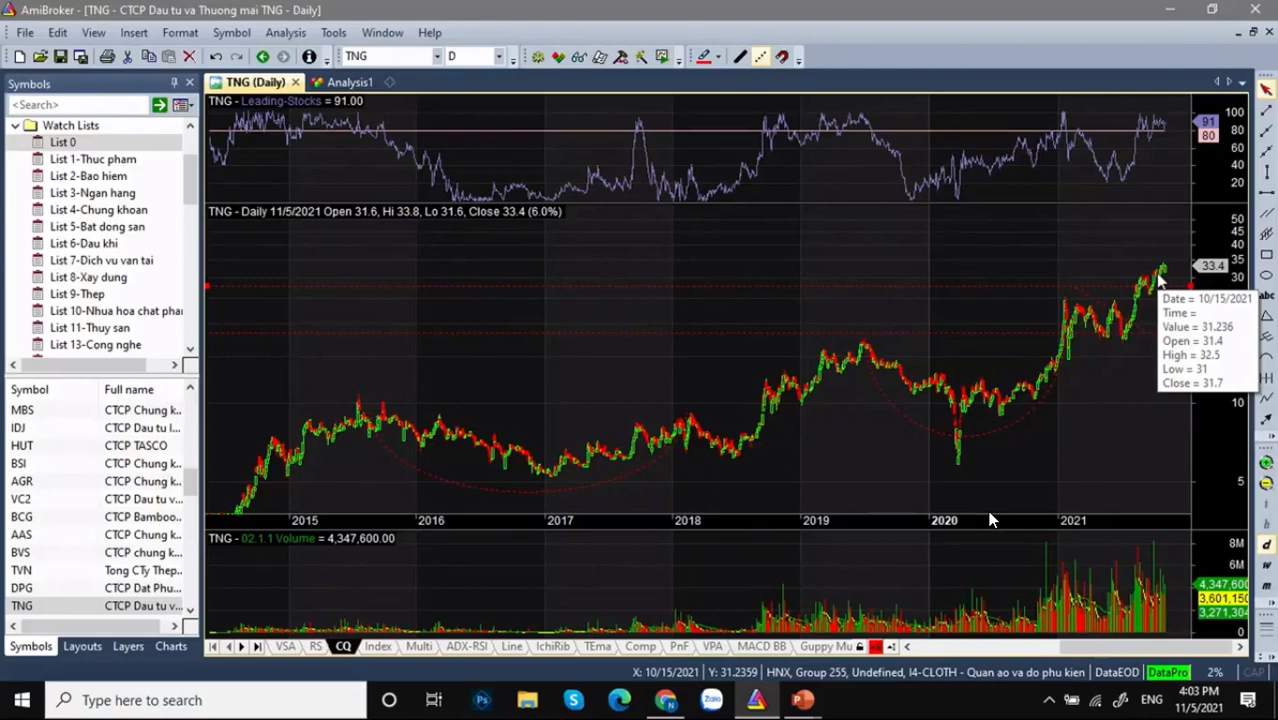 AmiBroker - [TNG - CTCP Dau tu va Thuong mai TNG - Daily]
File Edit View Insert Format Symbol Analysis Tools Window Help
TNG D
Symbols
TNG (Daily) Analysis1
<Search>
Watch Lists
List 0
List 1-Thuc pham
List 2-Bao hiem
List 3-Ngan hang
List 4-Chung khoan
List 5-Bat dong san
List 6-Dau khi
List 7-Dich vu van tai
List 8-Xay dung
List 9-Thep
List 10-Nhua hoa chat phan
List 11-Thuy san
List 13-Cong nghe
Symbol Full name
MBS CTCP Chung k...
IDJ CTCP Dau tu I...
HUT CTCP TASCO
BSI CTCP Chung k...
AGR CTCP Chung k...
VC2 CTCP Dau tu v...
BCG CTCP Bamboo...
AAS CTCP Chung k...
BVS CTCP chung k...
TVN Tong CTy Thep...
DPG CTCP Dat Phu...
TNG CTCP Dau tu v...
Symbols Layouts Layers Charts
TNG - Leading-Stocks = 91.00
100
91
80
80
60
40
20
TNG - Daily 11/5/2021 Open 31.6, Hi 33.8, Lo 31.6, Close 33.4 (6.0%)
50
45
40
35
33.4
30
10
5
Date = 10/15/2021
Time =
Value = 31.236
Open = 31.4
High = 32.5
Low = 31
Close = 31.7
2015 2016 2017 2018 2019 2020 2021
TNG - 02.1.1 Volume = 4,347,600.00
8M
6M
4,347,600
3,601,150
3,271,304
0
abc
d
w
m
VSA RS CQ Index Multi ADX-RSI Line IchiRib TEma Comp PnF VPA MACD BB Guppy Mu
X: 10/15/2021 Y: 31.2359 HNX, Group 255, Undefined, I4-CLOTH - Quan ao va do phu kien DataEOD DataPro 2% CAP
Type here to search
Zalo
ENG
4:03 PM
11/5/2021